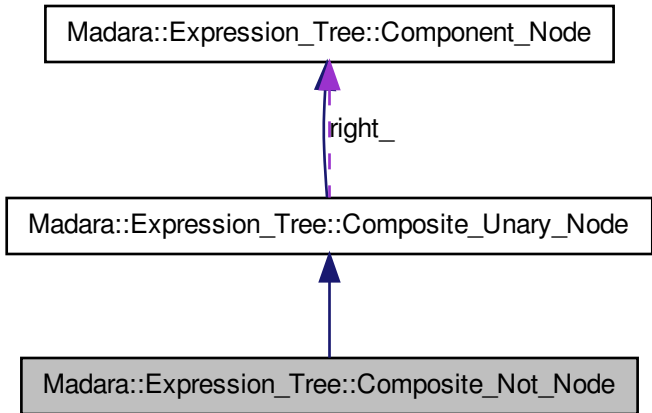 Madara::Expression_Tree::Component_Node
right_
Madara::Expression_Tree::Composite_Unary_Node
Madara::Expression_Tree::Composite_Not_Node